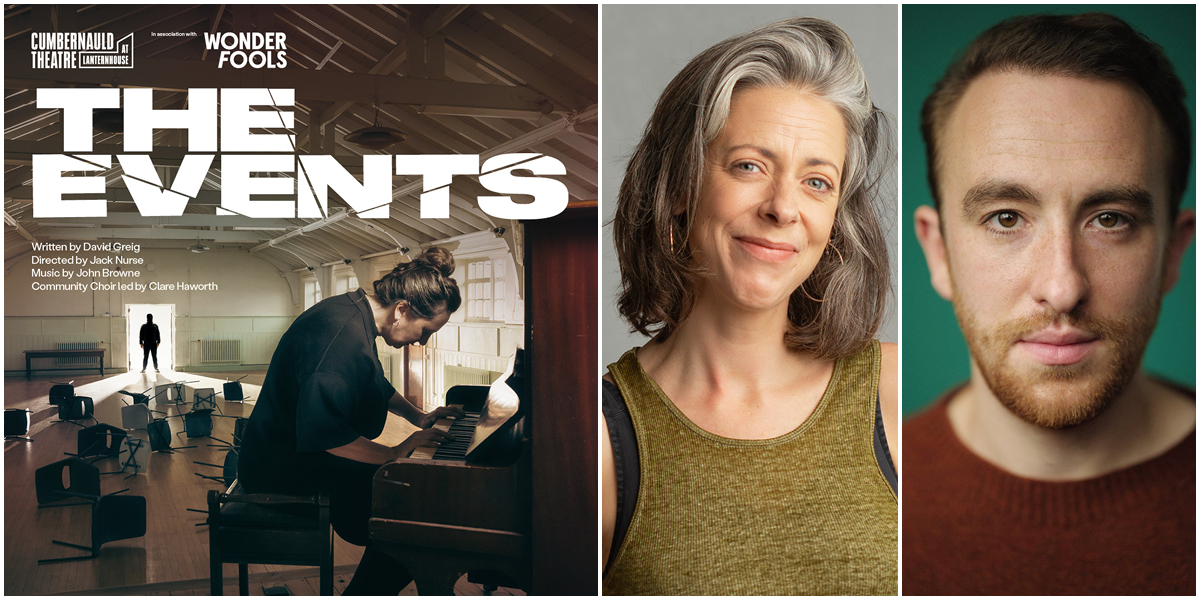 CUMBERNAULD
THEATRE AT LANTERNHOUSE
In association with
WONDER
FOOLS
THE
EVENTS
Written by David Greig
Directed by Jack Nurse
Music by John Browne
Community Choir led by Clare Haworth